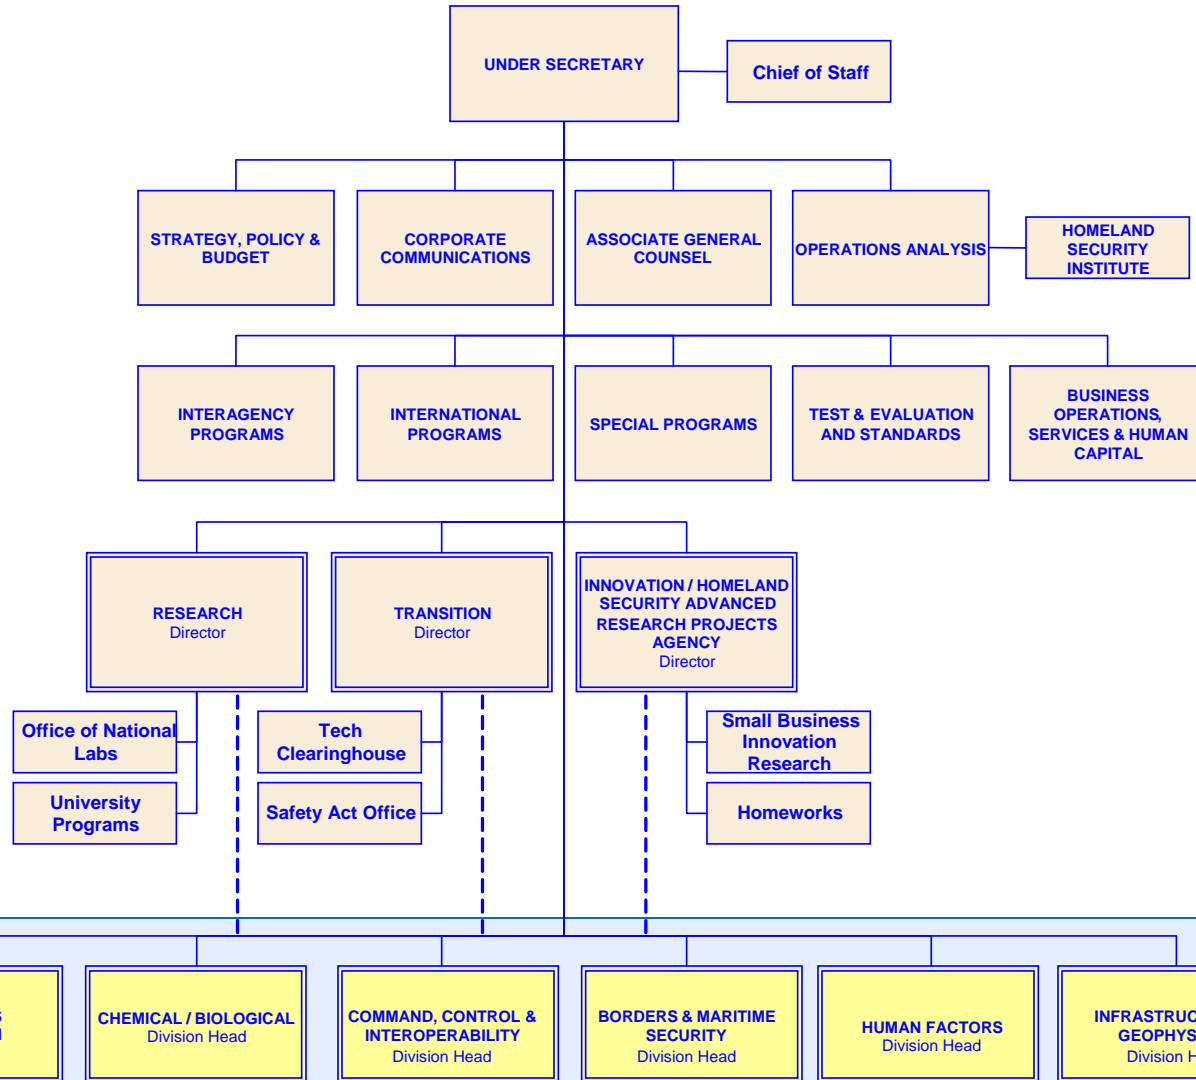 UNDER SECRETARY
Chief of Staff
STRATEGY, POLICY &
BUDGET
CORPORATE
COMMUNICATIONS
ASSOCIATE GENERAL
COUNSEL
OPERATIONS ANALYSIS
HOMELAND
SECURITY
INSTITUTE
INTERAGENCY
PROGRAMS
INTERNATIONAL
PROGRAMS
SPECIAL PROGRAMS
TEST & EVALUATION
AND STANDARDS
BUSINESS
OPERATIONS,
SERVICES & HUMAN
CAPITAL
RESEARCH
Director
TRANSITION
Director
INNOVATION / HOMELAND
SECURITY ADVANCED
RESEARCH PROJECTS
AGENCY
Director
Office of National
Labs
University
Programs
Tech
Clearinghouse
Safety Act Office
Small Business
Innovation
Research
Homeworks
CHEMICAL / BIOLOGICAL
Division Head
COMMAND, CONTROL &
INTEROPERABILITY
Division Head
BORDERS & MARITIME
SECURITY
Division Head
HUMAN FACTORS
Division Head
INFRASTRUC
GEOPHYS
Division H